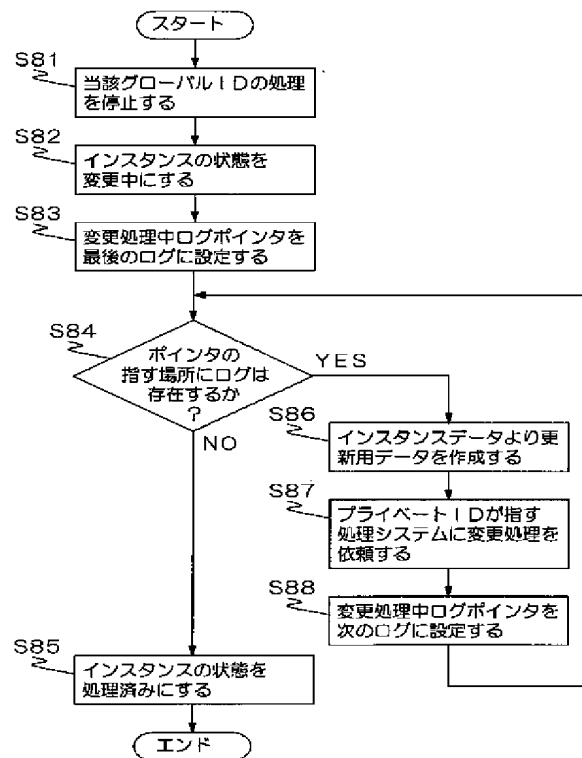 スタート
S81
当該グローバルIDの処理
を停止する
S82
インスタンスの状態を
変更中にする
S83
変更処理中ログポインタを
最後のログに設定する
S84
ポインタの
指す場所にログは
存在するか
?
YES
NO
S86
インスタンスデータより更
新用データを作成する
S87
プライベートIDが指す
処理システムに変更処理を
依頼する
S88
変更処理中ログポインタを
次のログに設定する
S85
インスタンスの状態を
処理済みにする
エンド